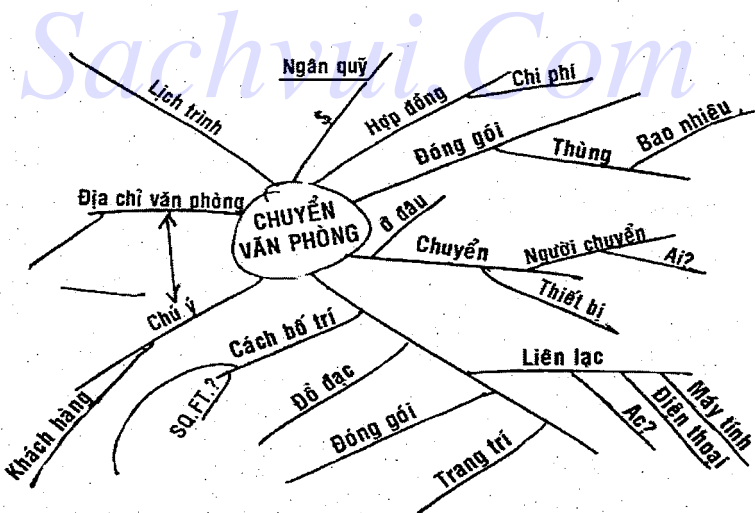 Sachvui.Com
Ngân quỹ
$
Lịch trình
Hợp đồng
Chi phí
Đóng gói
Thùng
Bao nhiêu
Địa chỉ văn phòng
CHUYỂN
VĂN PHÒNG
Ở đâu
Chuyển
Người chuyển
Ai?
Thiết bị
Chú ý
Khách hàng
Cách bố trí
SQ.FT.?
Đồ đạc
Đóng gói
Trang trí
Liên lạc
Ac?
Điện thoại
Máy tính